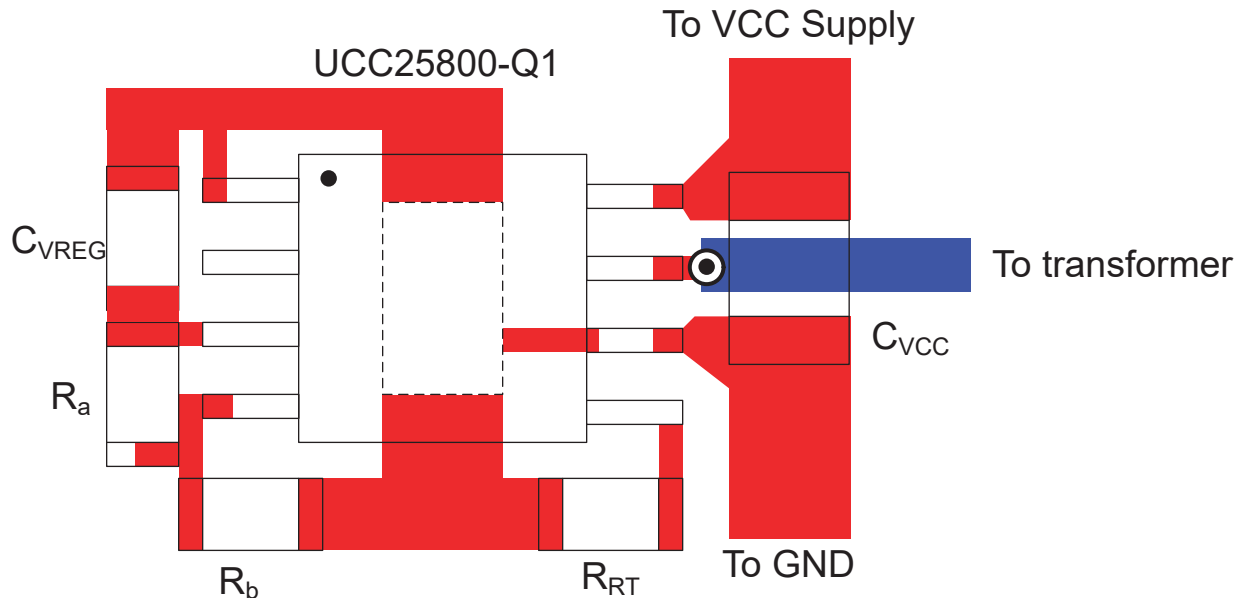 To VCC Supply
UCC25800-Q1
CVREG
To transformer
CVCC
Ra
To GND
Rb
RRT